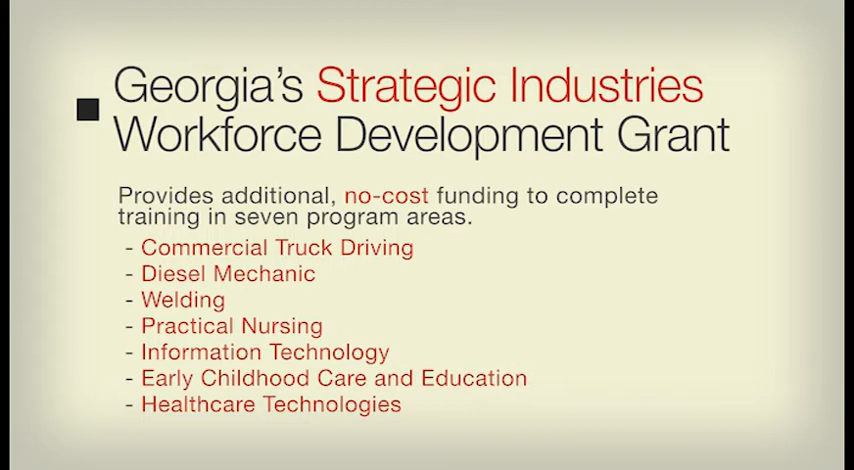 Georgia's Strategic Industries
Workforce Development Grant
Provides additional, no-cost funding to complete
training in seven program areas.
- Commercial Truck Driving
- Diesel Mechanic
- Welding
- Practical Nursing
- Information Technology
- Early Childhood Care and Education
- Healthcare Technologies